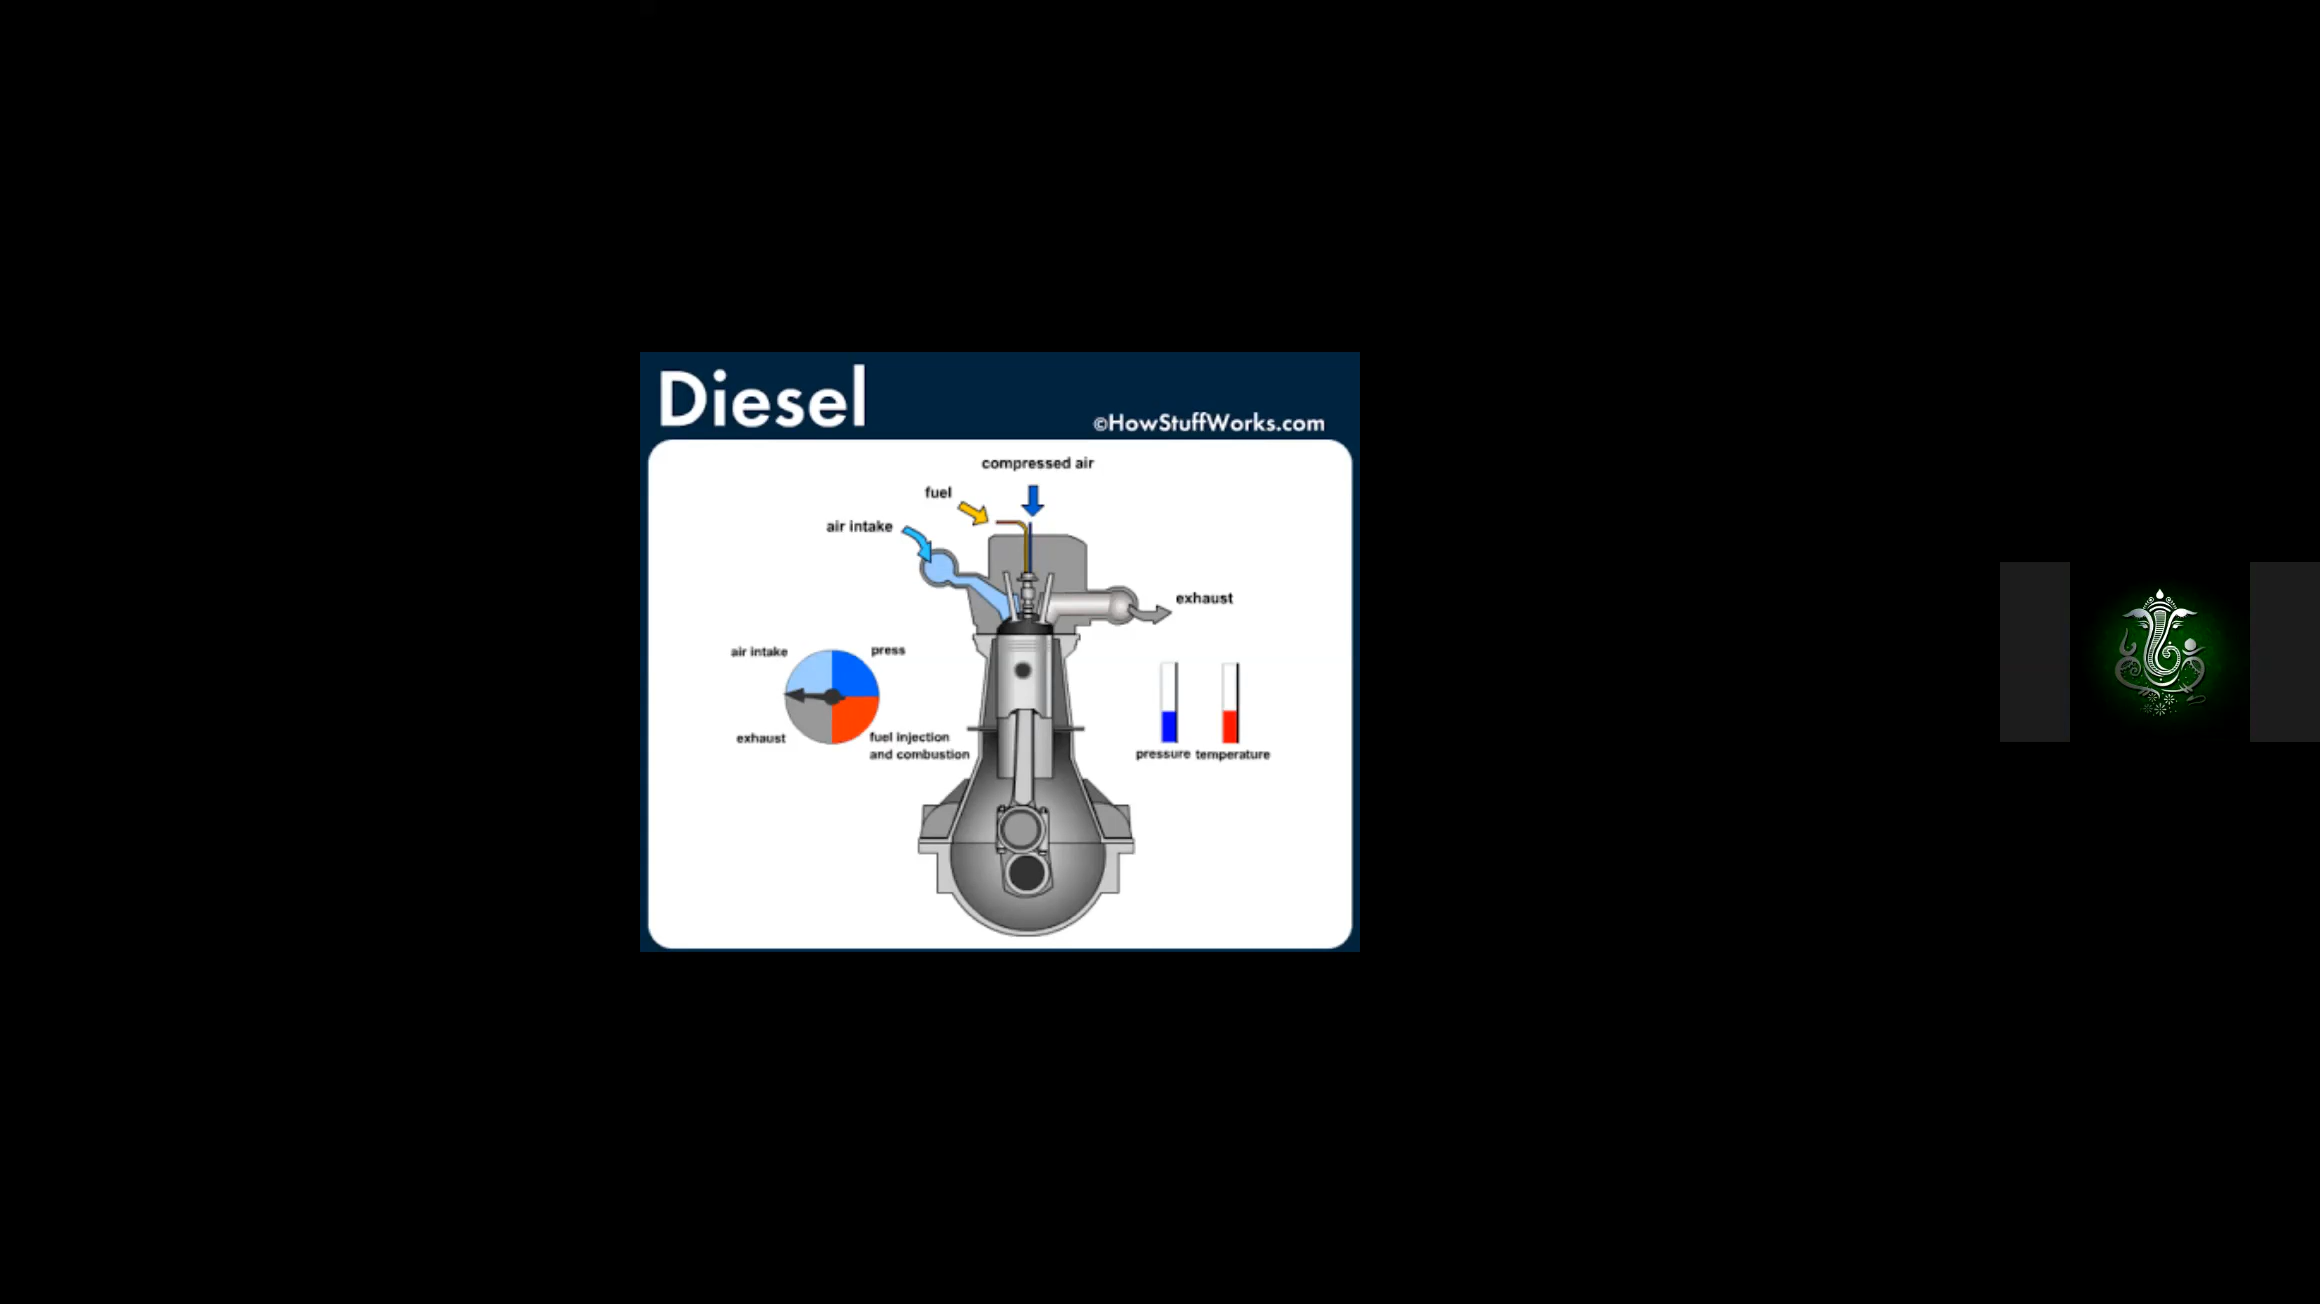 Diesel
©HowStuffWorks.com
compressed air
fuel
air intake
exhaust
air intake
press
exhaust
fuel injection
and combustion
pressure
temperature